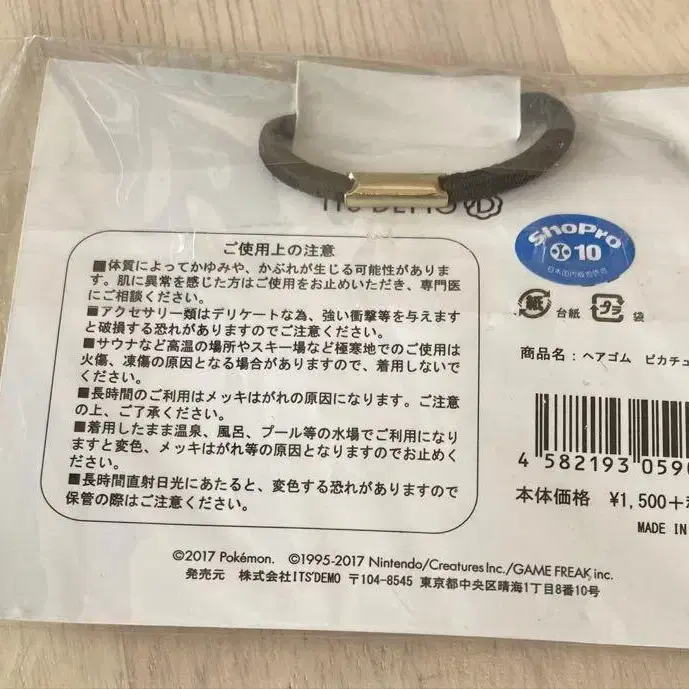 ITS'DEMO
ShoPro
10
日本国内販売限定
紙 台紙 プラ 袋
商品名：ヘアゴム ピカチュ
4 582193 059
本体価格 ¥1,500+
MADE IN
ご使用上の注意
■体質によってかゆみや、かぶれが生じる可能性がありま
す。肌に異常を感じた方はご使用をお止めいただき、専門医
にご相談ください。
■アクセサリー類はデリケートな為、強い衝撃等を与えます
と破損する恐れがありますのでご注意ください。
■サウナなど高温の場所やスキー場など極寒地でのご使用は
火傷、凍傷の原因となる場合がありますので、着用しないで
ください。
■長時間のご利用はメッキはがれの原因になります。ご注意
の上、ご了承ください。
■着用したまま温泉、風呂、プール等の水場でご利用になり
ますと変色、メッキはがれ等の原因となりますのでお止めく
ださい。
■長時間直射日光にあたると、変色する恐れがありますので
保管の際はご注意ください。
©2017 Pokémon. ©1995-2017 Nintendo/Creatures Inc./GAME FREAK inc.
発売元 株式会社ITS'DEMO 〒104-8545 東京都中央区晴海1丁目8番10号